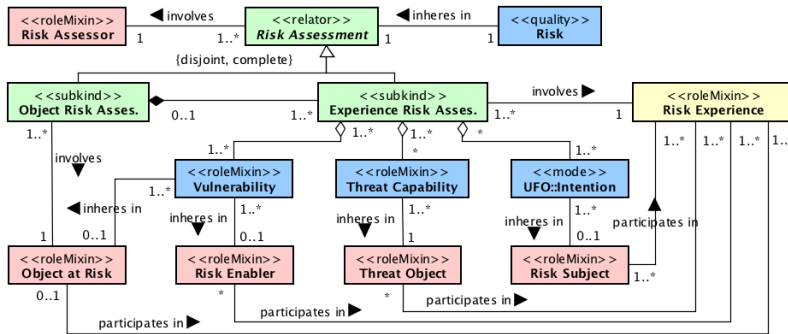 <<roleMixin>>
Risk Assessor
involves
1
1..*
<<relator>>
Risk Assessment
inheres in
1
1
<<quality>>
Risk
{disjoint, complete}
<<subkind>>
Object Risk Asses.
0..1
1..*
<<subkind>>
Experience Risk Asses.
involves
1..*
1
<<roleMixin>>
Risk Experience
1..*
1..*
1..*
*
1..*
1..*
1..*
1...
involves
1..*
*
1..*
<<roleMixin>>
Vulnerability
<<roleMixin>>
Threat Capability
<<mode>>
UFO::Intention
1..*
inheres in
1..*
inheres in
1..*
inheres in
1..*
inheres in
participates in
1
0..1
0..1
1
0..1
<<roleMixin>>
Object at Risk
<<roleMixin>>
Risk Enabler
<<roleMixin>>
Threat Object
<<roleMixin>>
Risk Subject
1..*
0..1
*
*
participates in
participates in
participates in